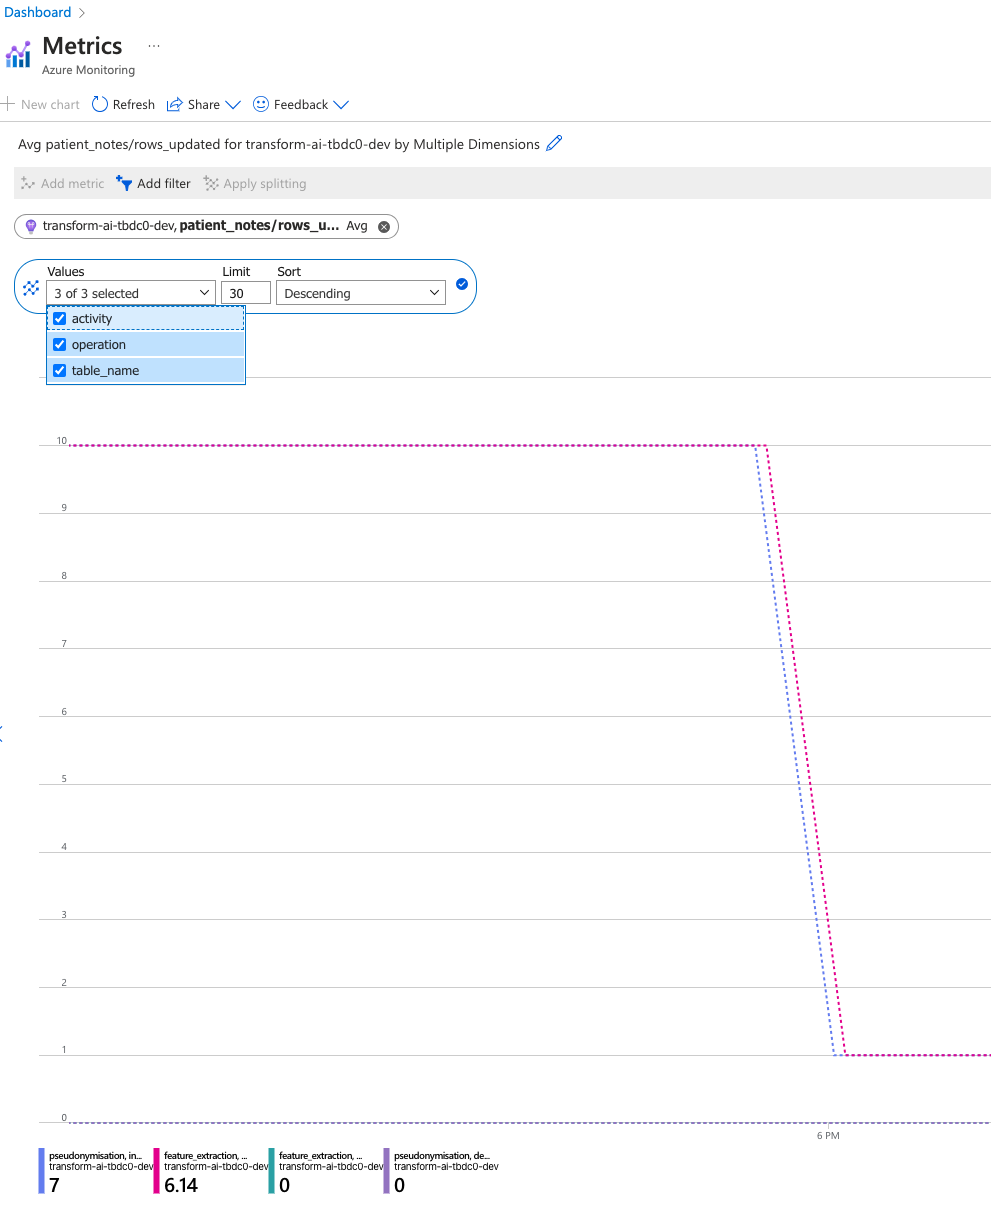 Dashboard
Metrics ...
Azure Monitoring
New chart Refresh Share Feedback
Avg patient_notes/rows_updated for transform-ai-tbdc0-dev by Multiple Dimensions
Add metric Add filter Apply splitting
transform-ai-tbdc0-dev, patient_notes/rows_u... Avg
Values Limit Sort
3 of 3 selected 30 Descending
activity
operation
table_name
10
9
8
7
6
5
4
3
2
1
0
6 PM
pseudonymisation, in... feature_extraction, ... feature_extraction, ... pseudonymisation, de...
transform-ai-tbdc0-dev transform-ai-tbdc0-dev transform-ai-tbdc0-dev transform-ai-tbdc0-dev
7 6.14 0 0